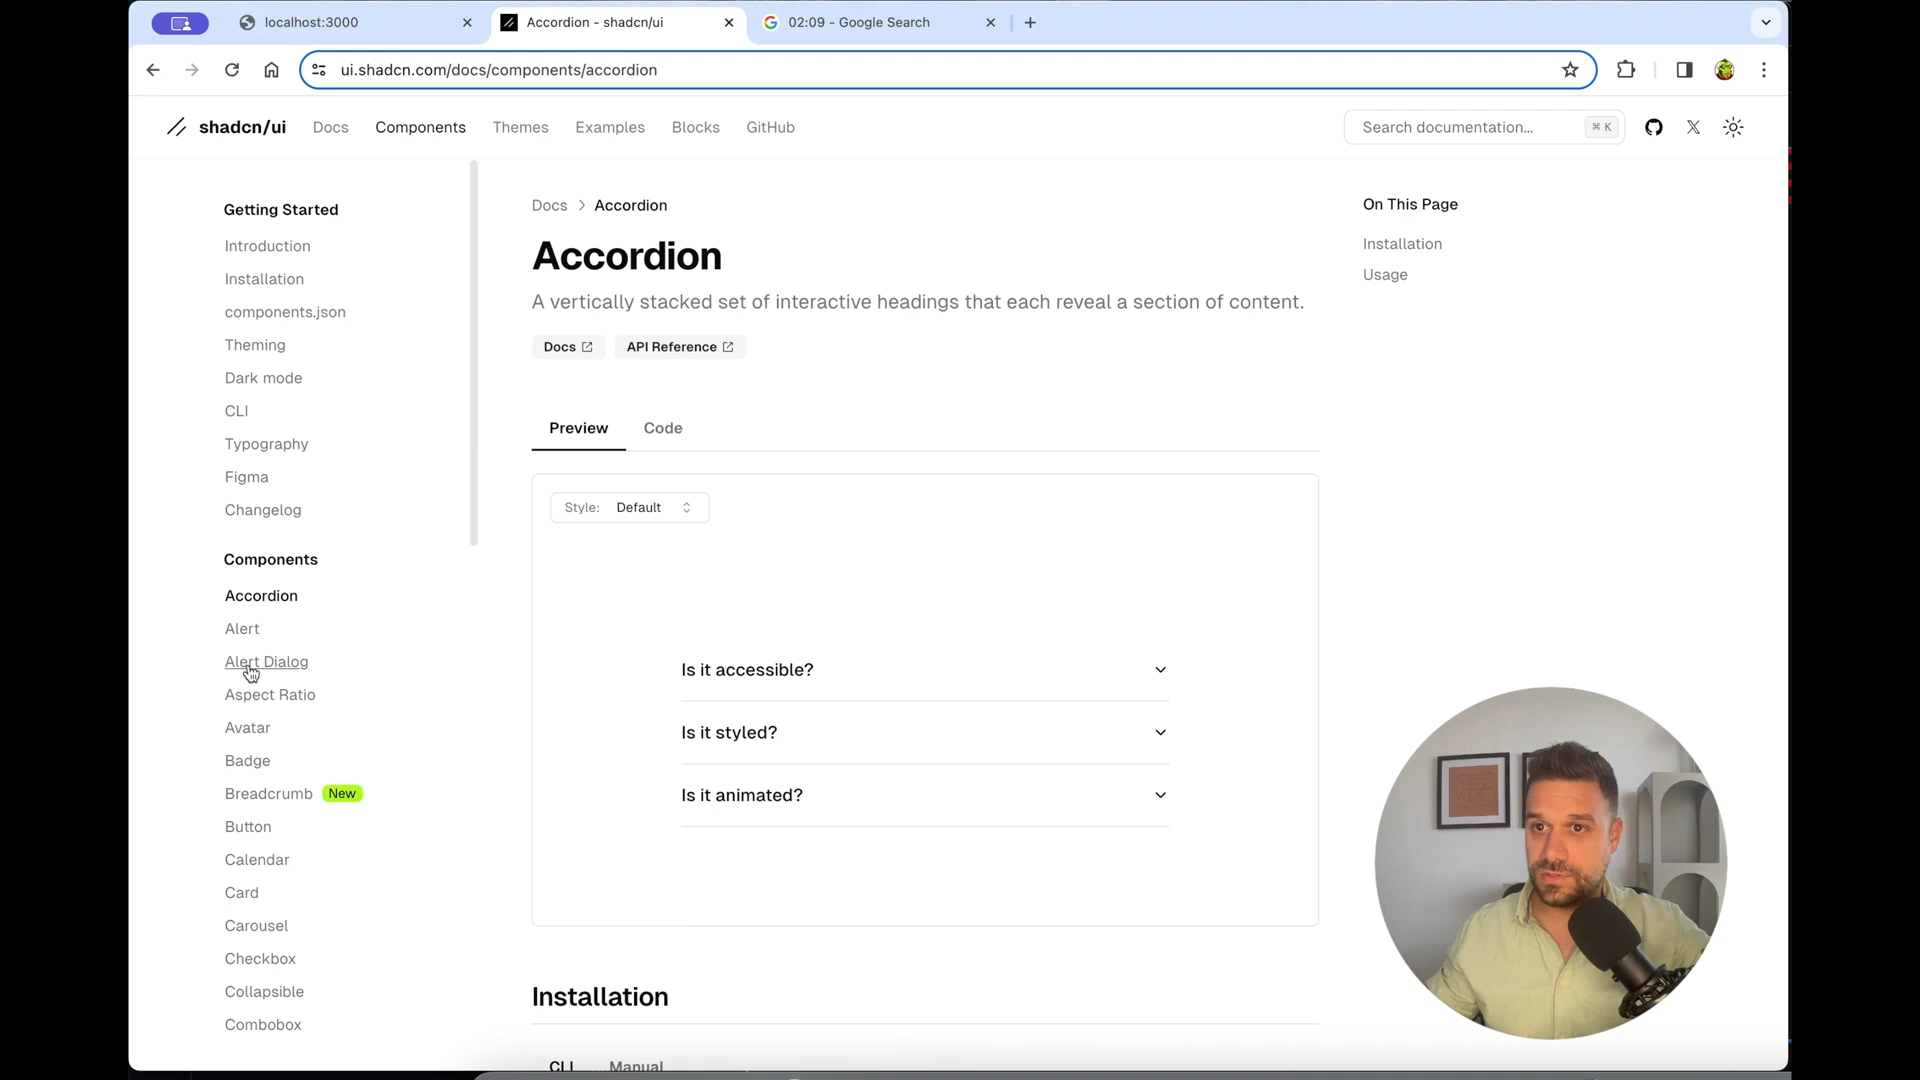 localhost:3000
Accordion - shadcn/ui
02:09 - Google Search
ui.shadcn.com/docs/components/accordion
shadcn/ui
Docs
Components
Themes
Examples
Blocks
GitHub
Search documentation...
⌘ K
Getting Started
Introduction
Installation
components.json
Theming
Dark mode
CLI
Typography
Figma
Changelog
Components
Accordion
Alert
Alert Dialog
Aspect Ratio
Avatar
Badge
Breadcrumb New
Button
Calendar
Card
Carousel
Checkbox
Collapsible
Combobox
Docs > Accordion
Accordion
A vertically stacked set of interactive headings that each reveal a section of content.
Docs
API Reference
Preview
Code
Style: Default
Is it accessible?
Is it styled?
Is it animated?
Installation
CLI
Manual
On This Page
Installation
Usage